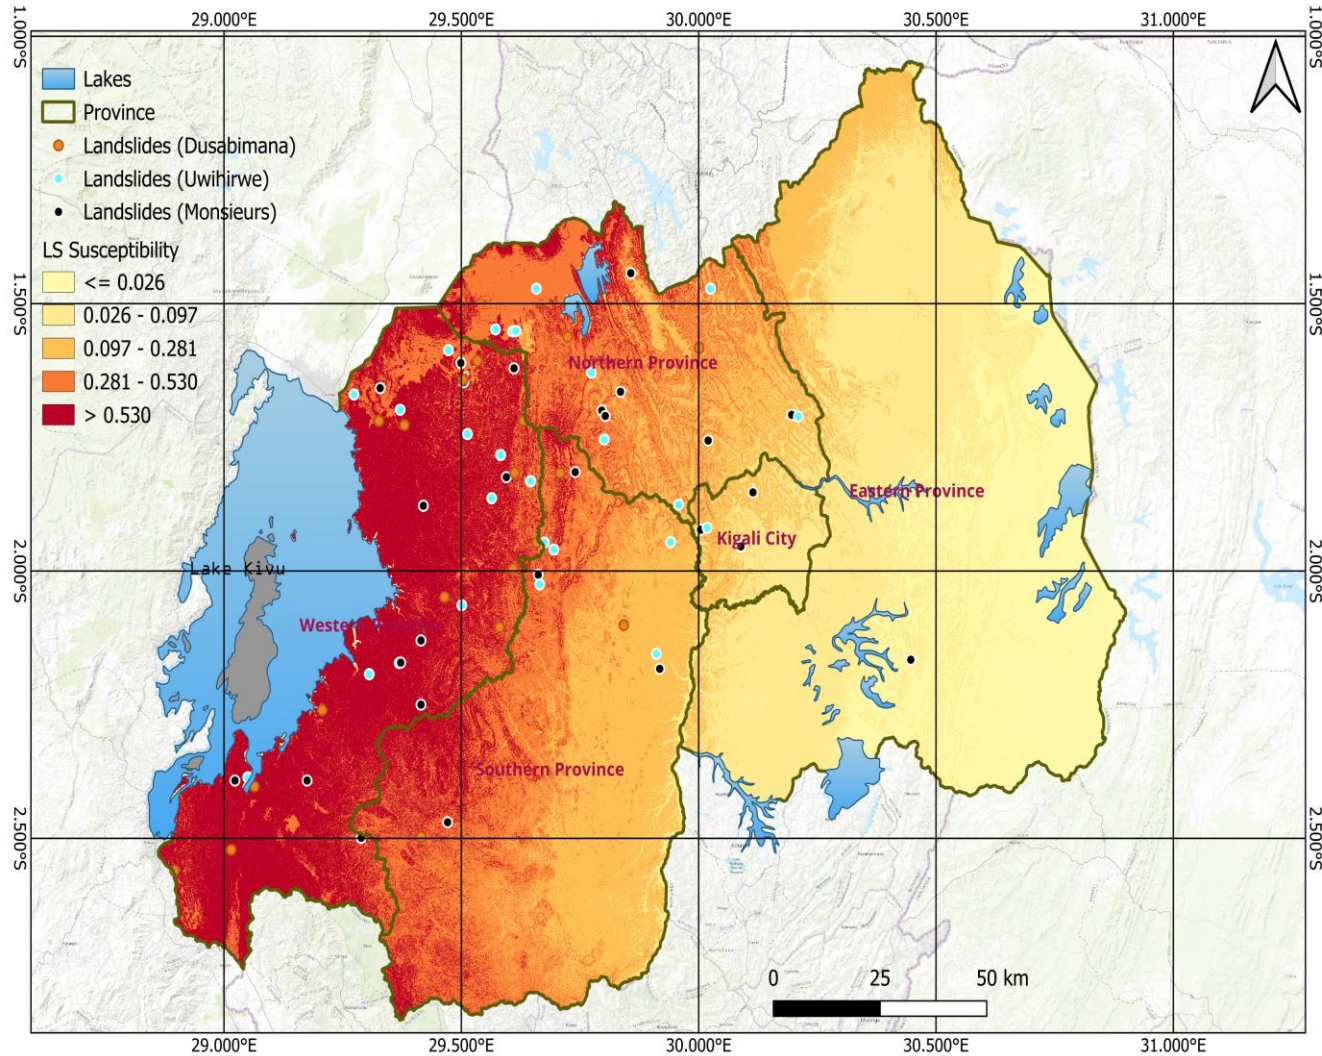 29.000°E 29.500°E 30.000°E 30.500°E 31.000°E
1.000°S 1.000°S
Lakes
Province
Landslides (Dusabimana)
Landslides (Uwihirwe)
Landslides (Monsieurs)
LS Susceptibility
<= 0.026
0.026 - 0.097
0.097 - 0.281
0.281 - 0.530
> 0.530
1.500°S 1.500°S
Northern Province
Eastern Province
Kigali City
2.000°S 2.000°S
Lake Kivu
Western
Southern Province
2.500°S 2.500°S
0 25 50 km
29.000°E 29.500°E 30.000°E 30.500°E 31.000°E